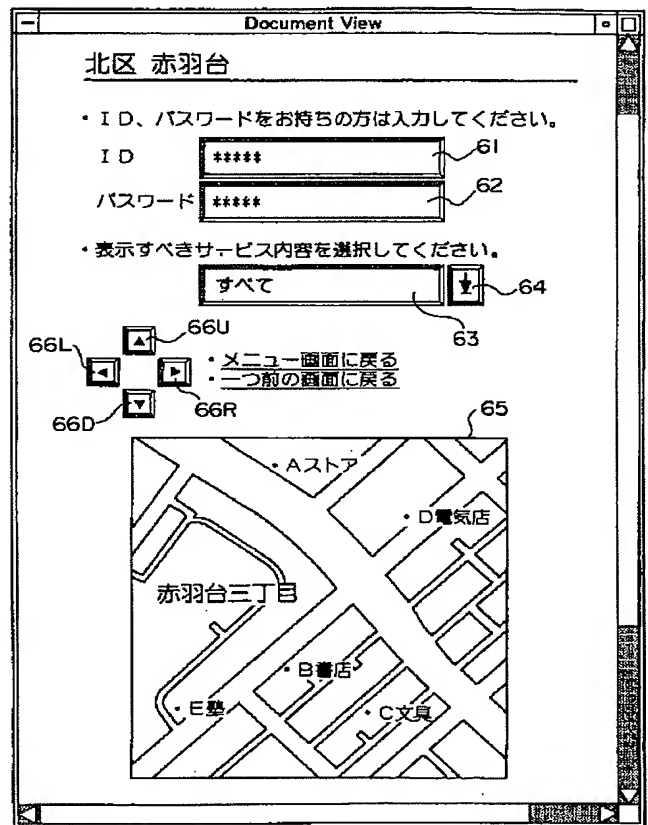 Document View
北区 赤羽台
・ＩＤ、パスワードをお持ちの方は入力してください。
ＩＤ
*****
61
パスワード
*****
62
・表示すべきサービス内容を選択してください。
すべて
64
63
66U
66L
・メニュー画面に戻る
・一つ前の画面に戻る
66D
66R
65
・Aストア
・D電気店
赤羽台三丁目
・B書店
・E塾
・C文具